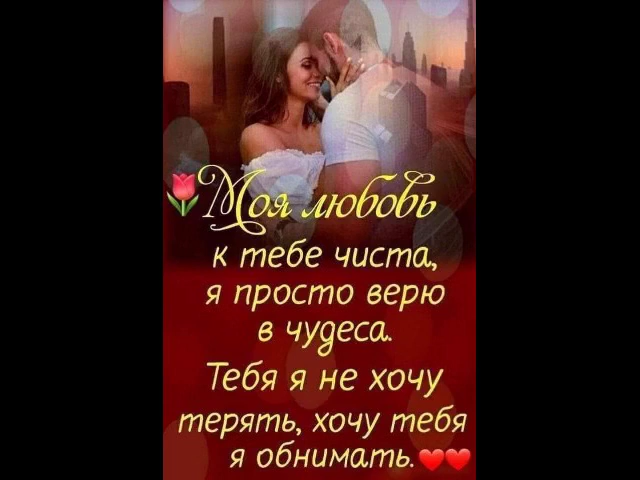 Моя любовь
к тебе чиста,
я просто верю
в чудеса.
Тебя я не хочу
терять, хочу тебя
я обнимать.